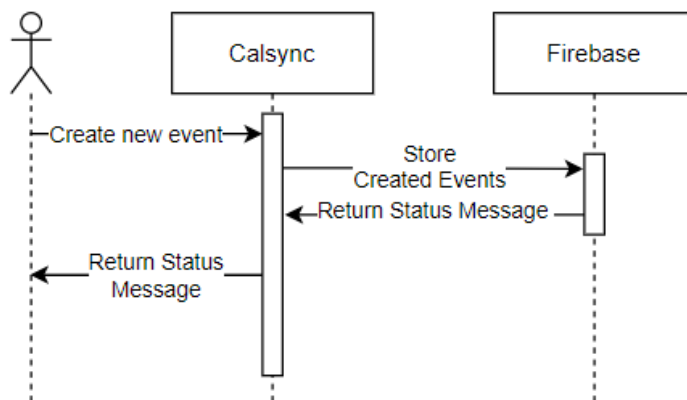 Calsync
Firebase
Create new event
Store
Created Events
Return Status Message
Return Status
Message